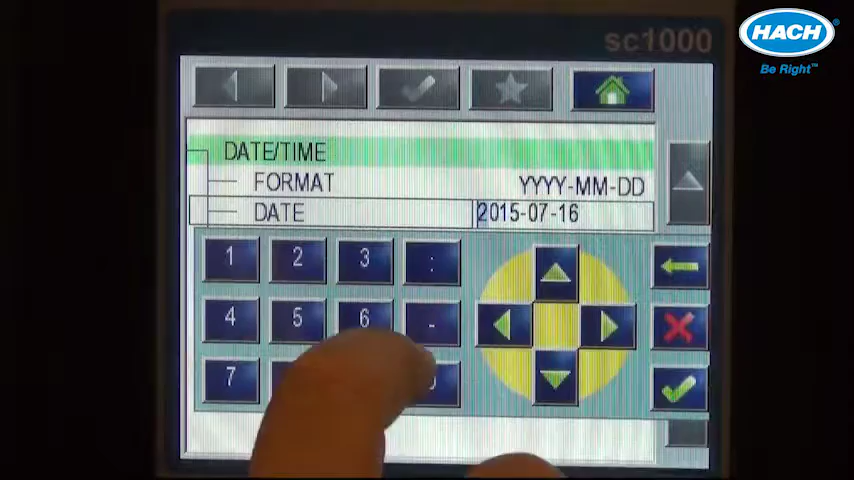 sc1000
HACH
Be Right™
DATE/TIME
FORMAT YYYY-MM-DD
DATE 2015-07-16
1 2 3 :
4 5 6 -
7